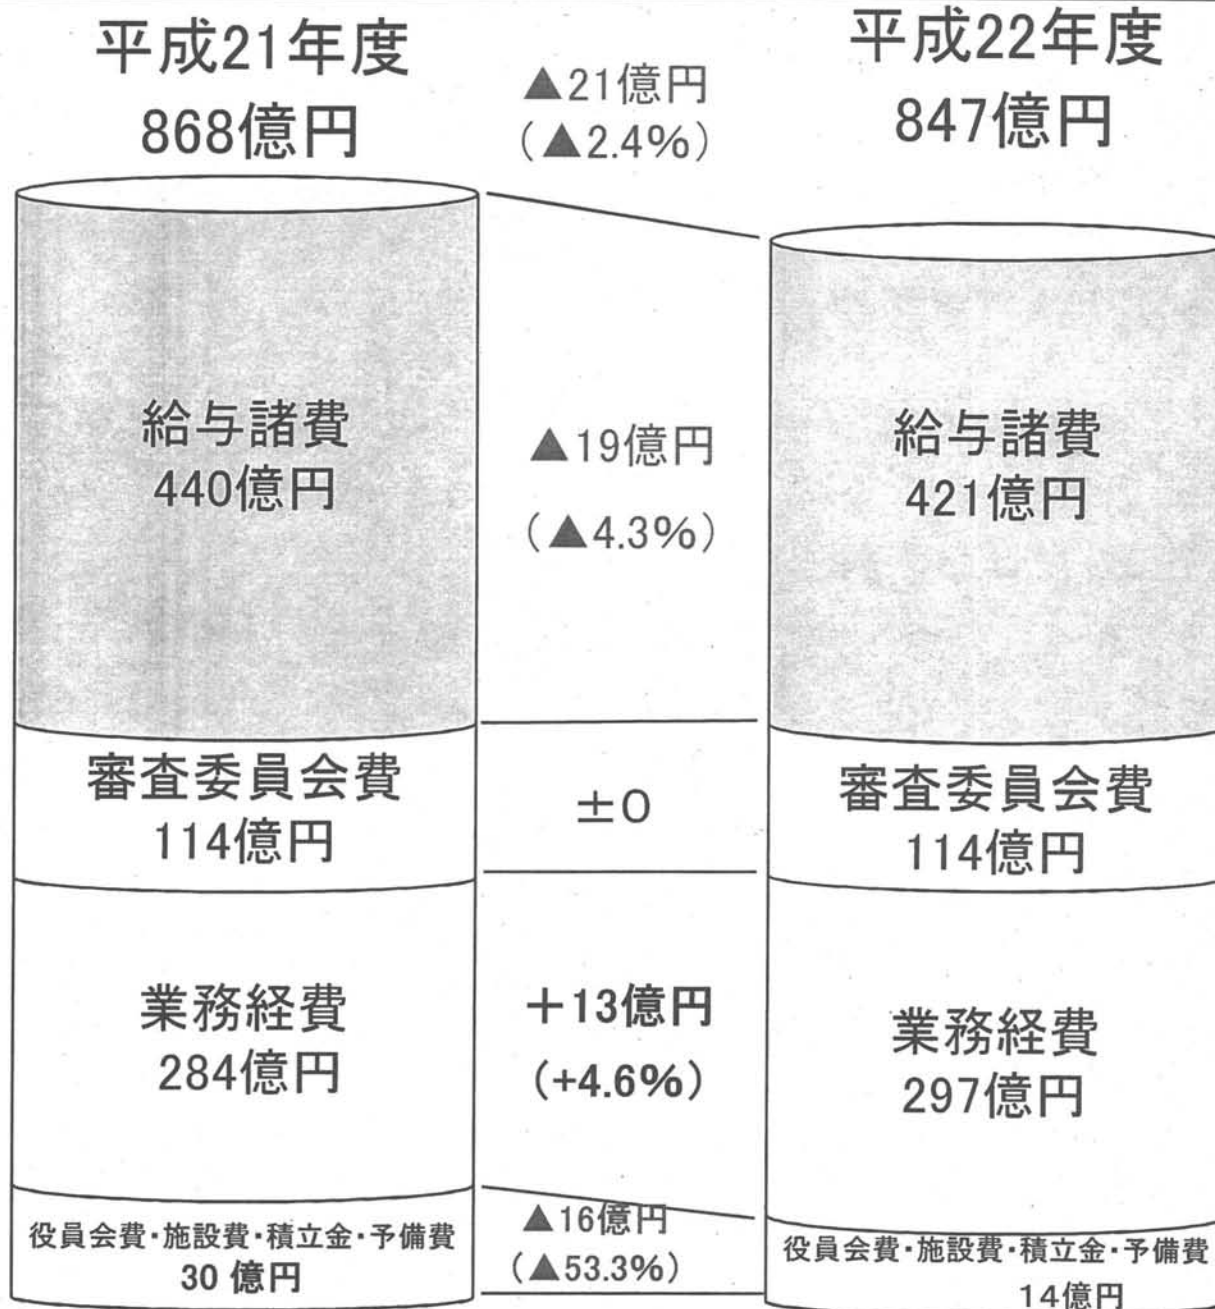 平成21年度
868億円
▲21億円
(▲2.4%)
平成22年度
847億円
給与諸費
440億円
▲19億円
(▲4.3%)
給与諸費
421億円
審査委員会費
114億円
±0
審査委員会費
114億円
業務経費
284億円
+13億円
(+4.6%)
業務経費
297億円
役員会費・施設費・積立金・予備費
30 億円
▲16億円
(▲53.3%)
役員会費・施設費・積立金・予備費
14億円